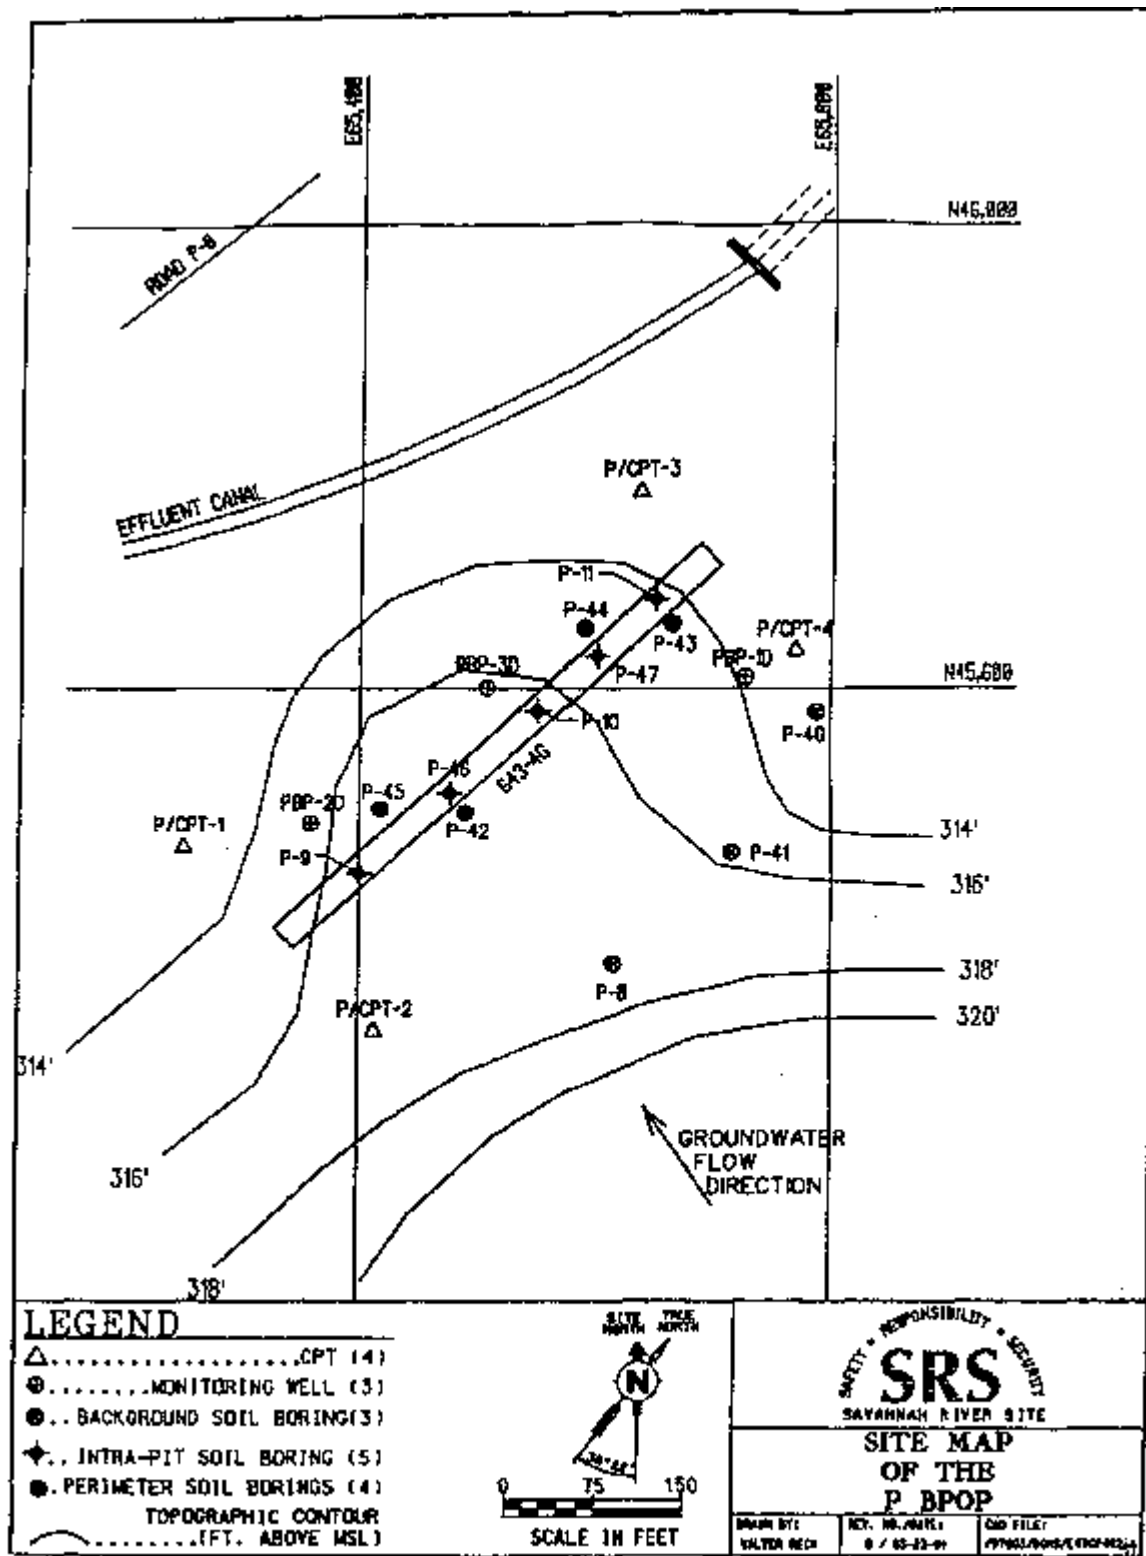 E65,400
E65,800
N46,000
ROAD P-8
EFFLUENT CANAL
P/CPT-3
P-11
P-44
P-43
P/CPT-4
PBP-3D
PBP-1D
P-47
N45,600
P-10
P-40
643-4G
P-46
P-45
PBP-2D
P-42
P/CPT-1
P-9
P-41
314'
316'
P-8
318'
P/CPT-2
320'
314'
GROUNDWATER
FLOW
DIRECTION
316'
318'
LEGEND
CPT (4)
MONITORING WELL (3)
BACKGROUND SOIL BORING(3)
INTRA-PIT SOIL BORING (5)
PERIMETER SOIL BORINGS (4)
TOPOGRAPHIC CONTOUR
(FT. ABOVE MSL)
SITE NORTH
TRUE NORTH
N
0 75 150
SCALE IN FEET
SAFETY • RESPONSIBILITY • SECURITY
SRS
SAVANNAH RIVER SITE
SITE MAP
OF THE
P BPOP
DRAWN BY:
REV. NO./DATE:
CAD FILE: